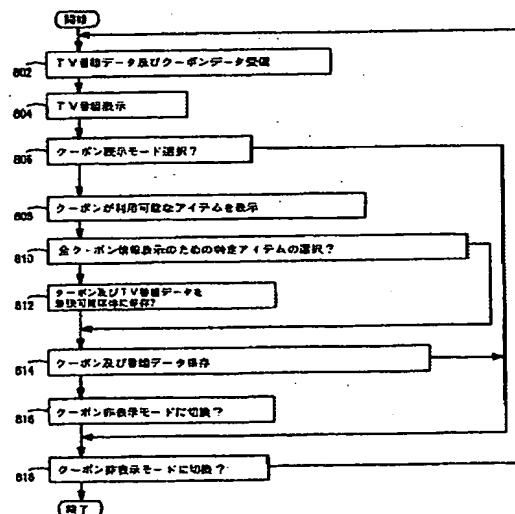 開始
802
TV番組データ及びクーポンデータ受信
804
TV番組表示
806
クーポン表示モード選択?
808
クーポンが利用可能なアイテムを表示
810
全クーポン情報表示のための特定アイテムの選択?
812
クーポン及びTV番組データを
可能媒体に保存?
814
クーポン及び番組データ保存
816
クーポン非表示モードに切換?
818
クーポン非表示モードに切換?
終了